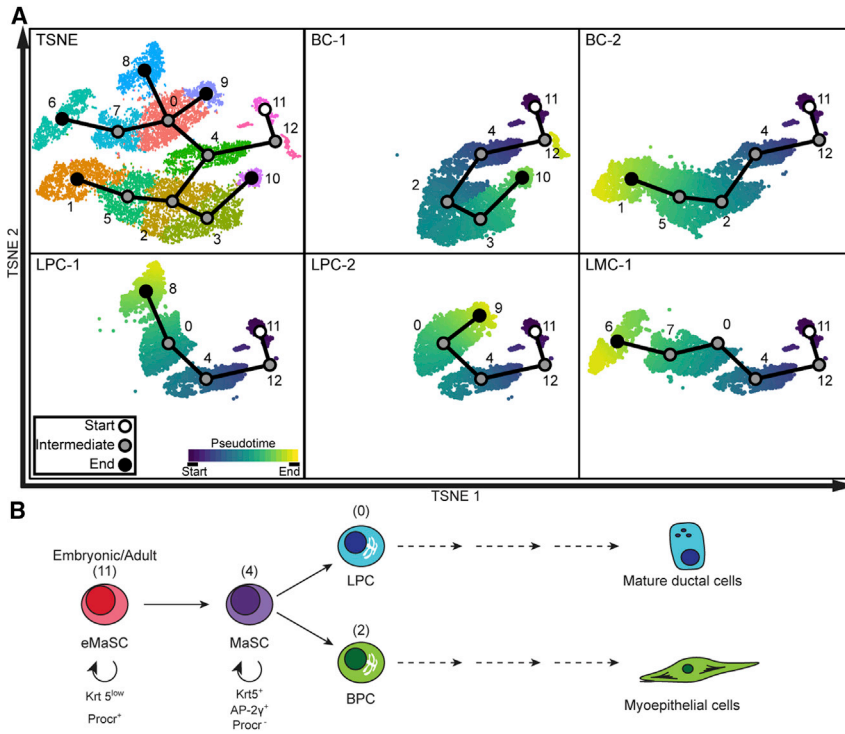 A
TSNE
8
9
6
7
0
11
4
12
10
1
5
2
3
BC-1
11
4
12
10
2
3
BC-2
11
4
12
1
5
2
LPC-1
8
0
11
4
12
LPC-2
9
0
11
4
12
LMC-1
6
7
0
11
4
12
Start
Intermediate
End
Pseudotime
Start
End
TSNE 2
TSNE 1
B
Embryonic/Adult
(11)
eMaSC
Krt 5low
Procr+
(4)
MaSC
Krt5+
AP-2γ+
Procr-
(0)
LPC
Mature ductal cells
(2)
BPC
Myoepithelial cells